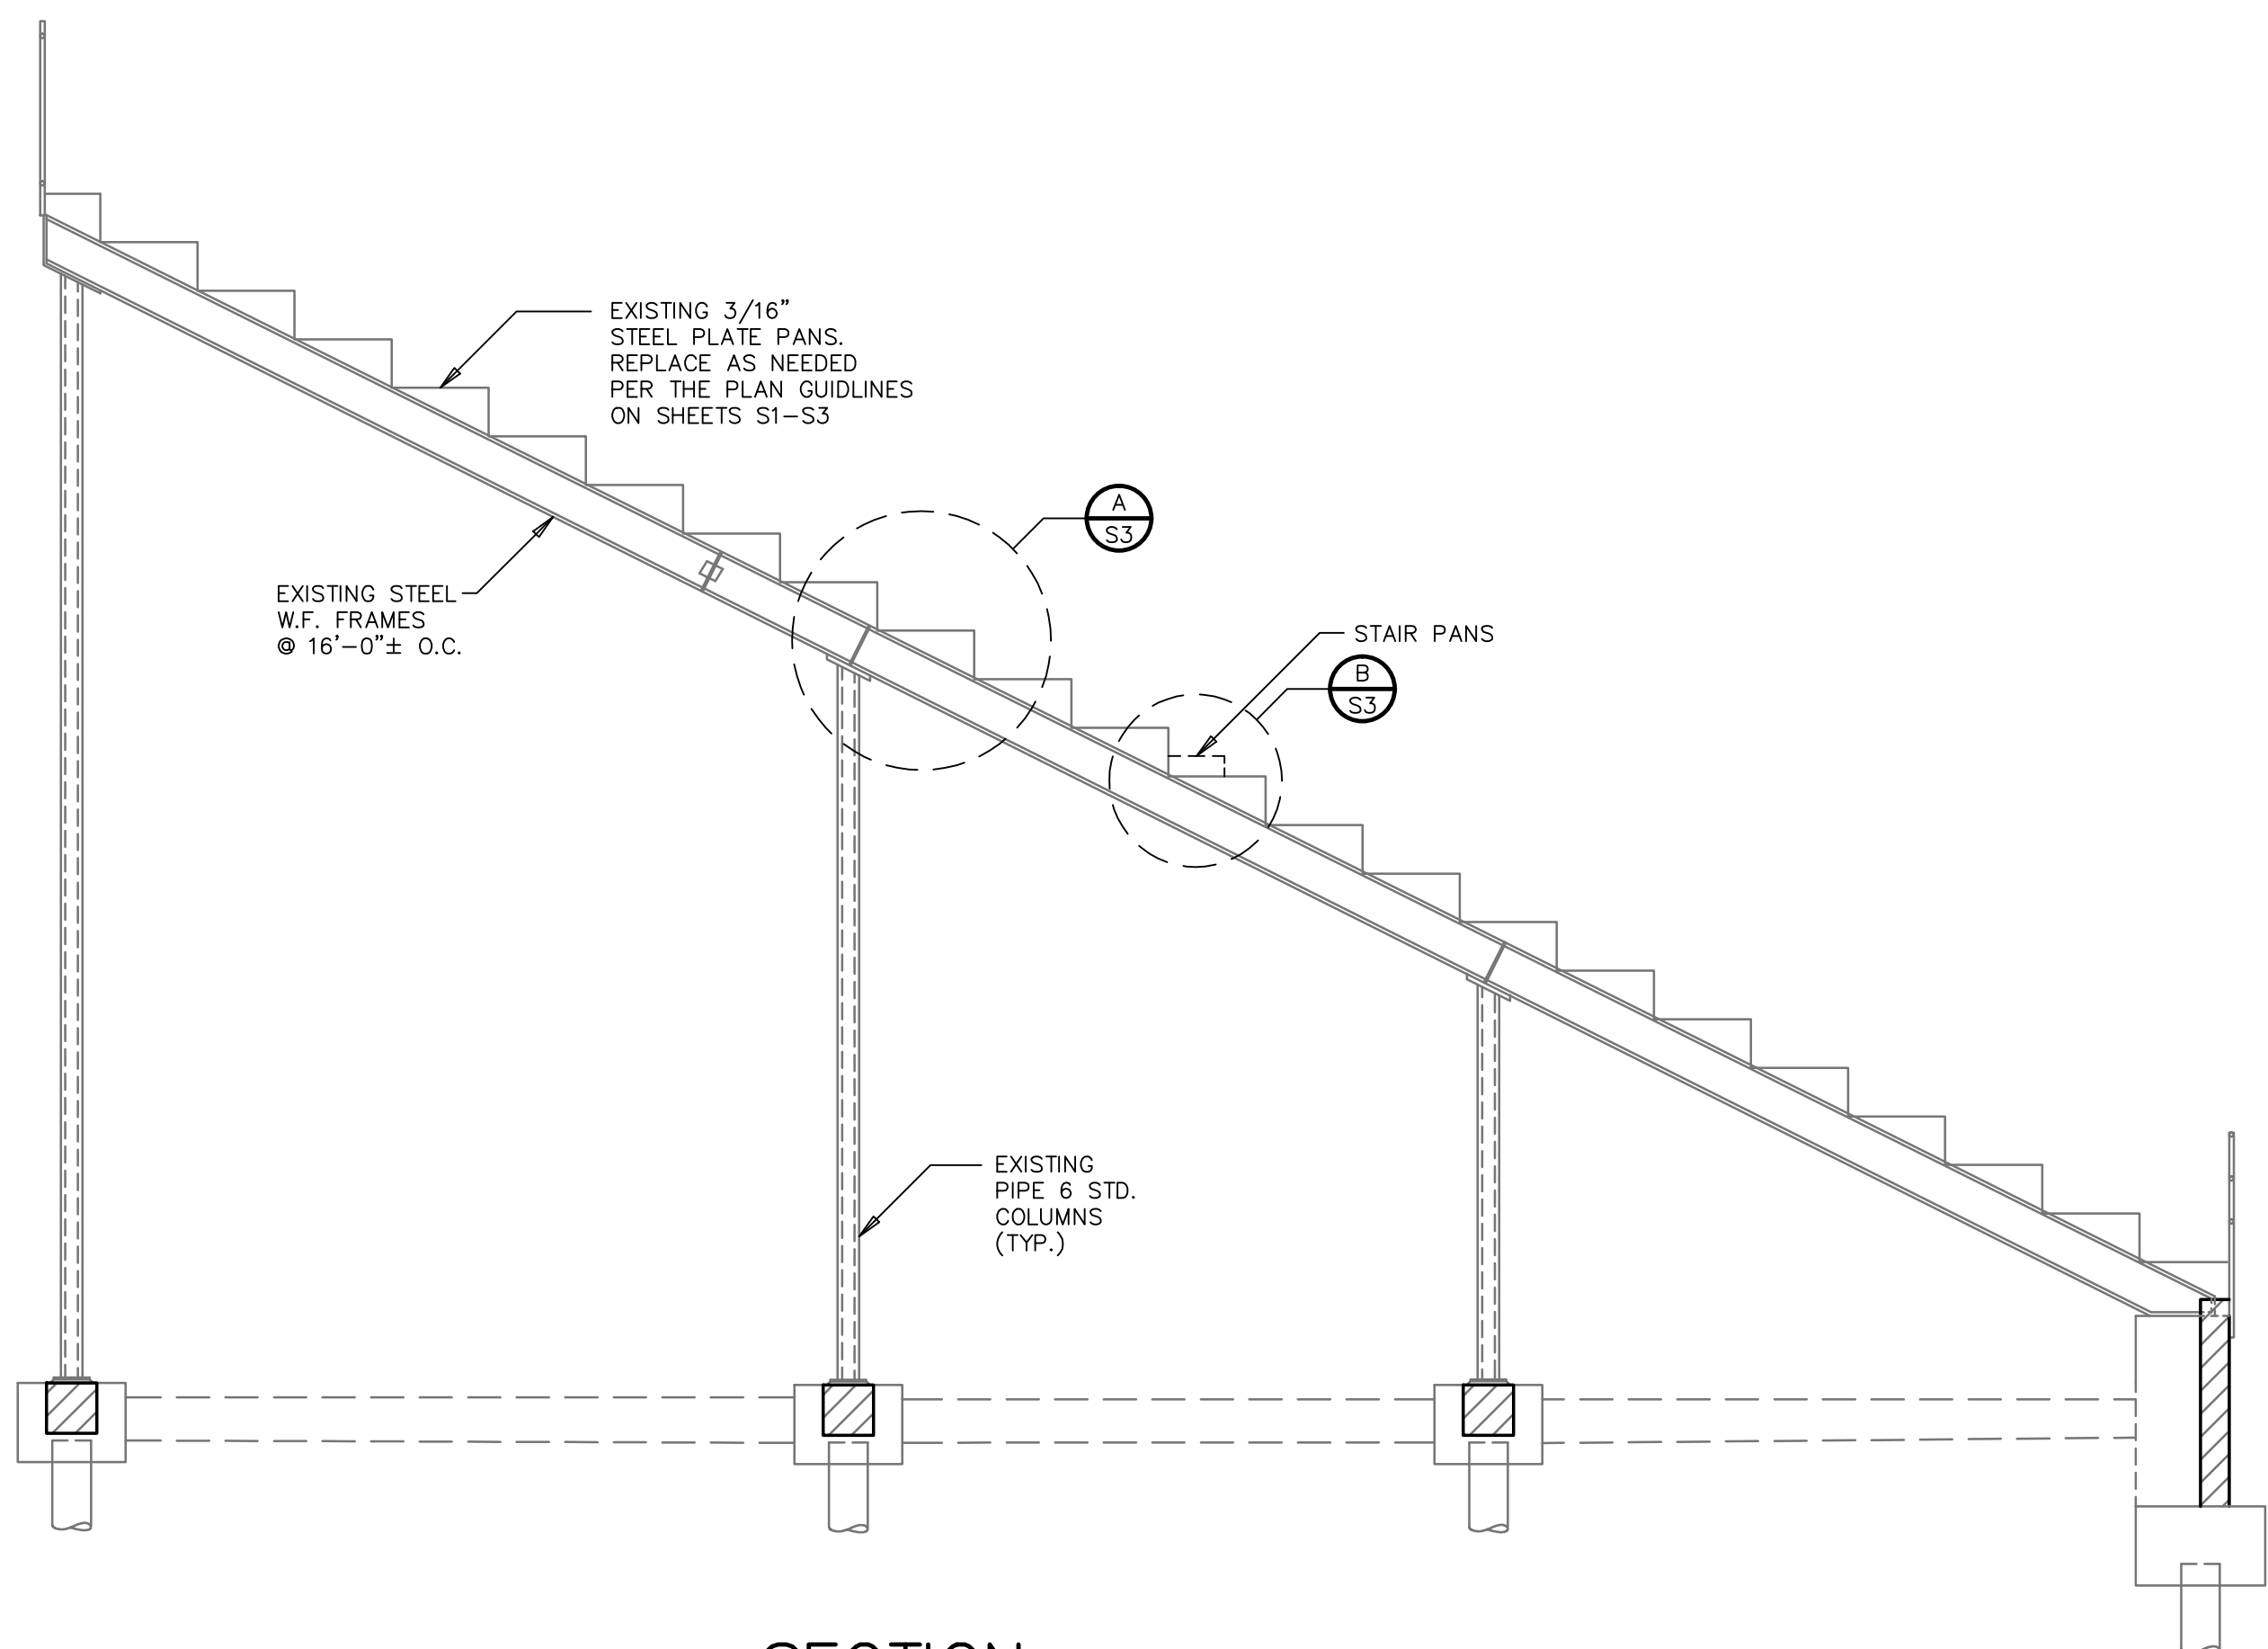 EXISTING 3/16”
STEEL PLATE PANS.
REPLACE AS NEEDED
PER THE PLAN GUIDLINES
ON SHEETS S1-S3
A
S3
EXISTING STEEL
W.F. FRAMES
@ 16'-0”± O.C.
STAIR PANS
B
S3
EXISTING
PIPE 6 STD.
COLUMNS
(TYP.)
SECTION